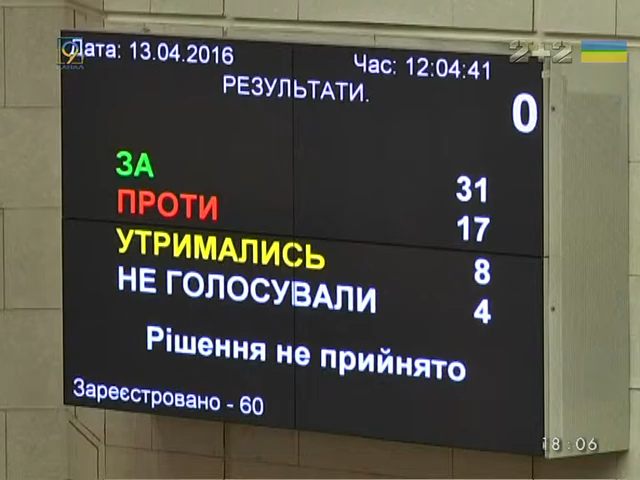 Дата: 13.04.2016
Час: 12:04:41
2+2
РЕЗУЛЬТАТИ.
0
ЗА 31
ПРОТИ 17
УТРИМАЛИСЬ 8
НЕ ГОЛОСУВАЛИ 4
Рішення не прийнято
Зареєстровано - 60
18:06